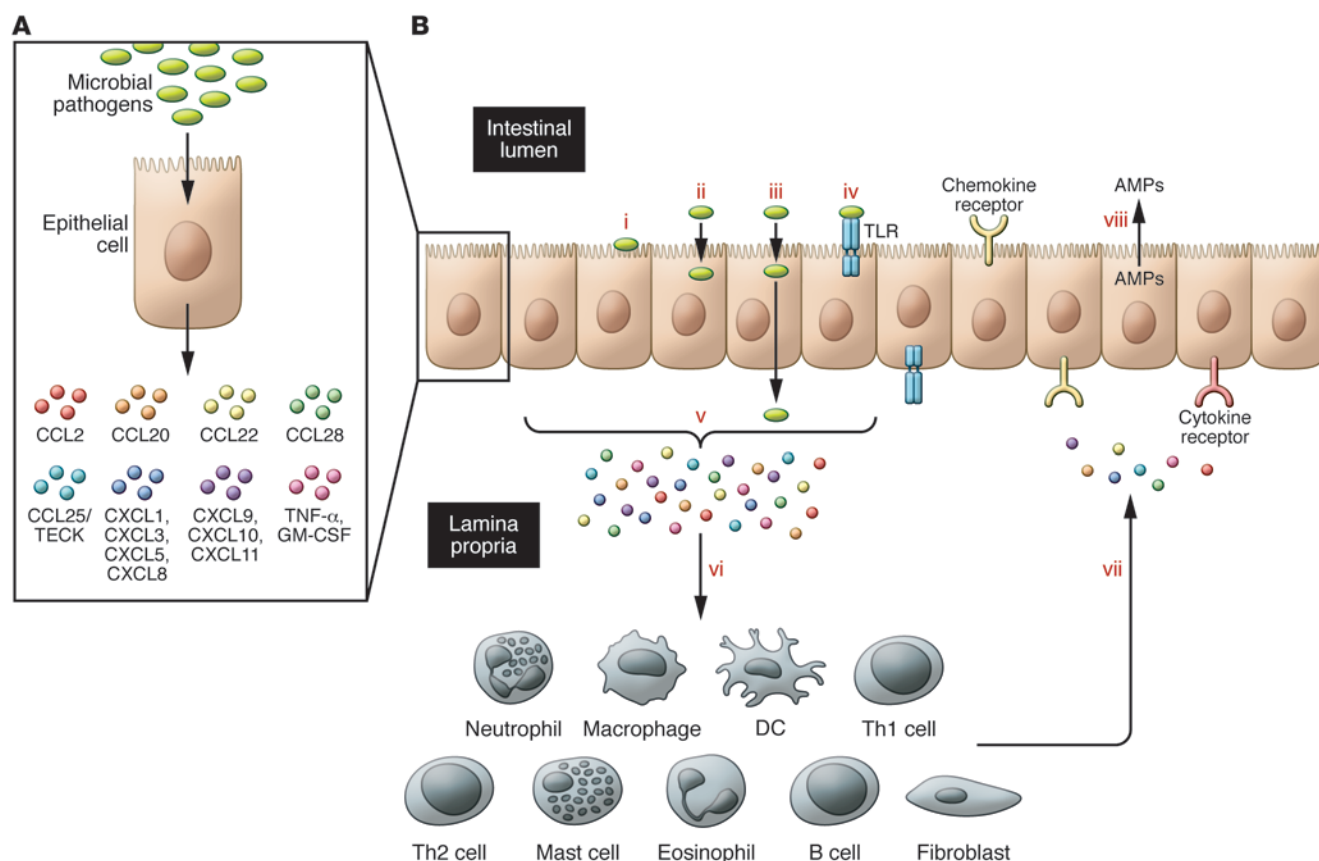 A
Microbial
pathogens
Epithelial
cell
CCL2
CCL20
CCL22
CCL28
CCL25/
TECK
CXCL1,
CXCL3,
CXCL5,
CXCL8
CXCL9,
CXCL10,
CXCL11
TNF-α,
GM-CSF
B
Intestinal
lumen
i
ii
iii
iv
TLR
Chemokine
receptor
AMPs
viii
AMPs
v
Cytokine
receptor
Lamina
propria
vi
vii
Neutrophil
Macrophage
DC
Th1 cell
Th2 cell
Mast cell
Eosinophil
B cell
Fibroblast